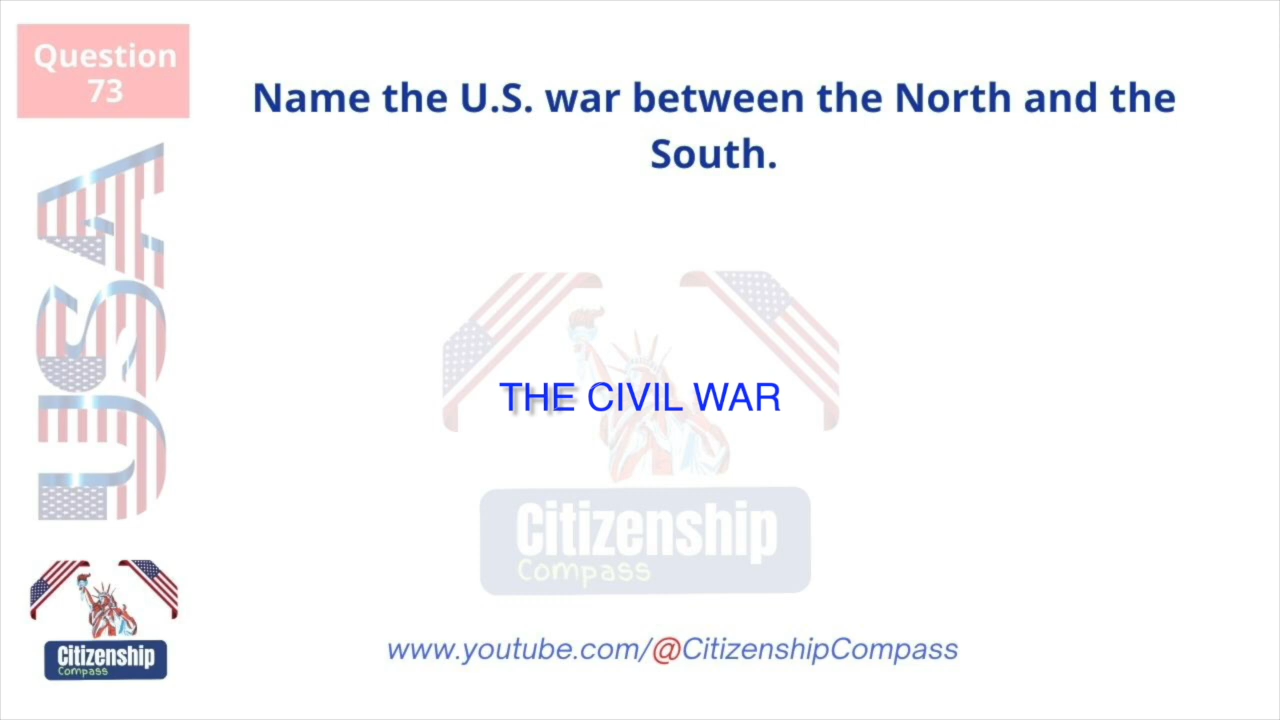 Question
73
Name the U.S. war between the North and the
South.
USA
THE CIVIL WAR
Citizenship
Compass
Citizenship
Compass
www.youtube.com/@CitizenshipCompass